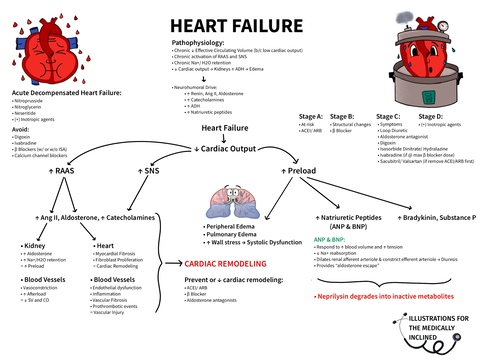 HEART FAILURE
Pathophysiology:
• Chronic ↓ Effective Circulating Volume (b/c low cardiac output)
• Chronic activation of RAAS and SNS
• Chronic Na+/ H2O retention
• ↓ Cardiac output → Kidneys ↑ ADH → Edema
• Neurohumoral Drive:
• ↑ Renin, Ang II, Aldosterone
• ↑ Catecholamines
• ↑ ADH
• ↑ Natriuretic peptides
Acute Decompensated Heart Failure:
• Nitroprusside
• Nitroglycerin
• Nesiritide
• (+) Inotropic agents
Avoid:
• Digoxin
• Ivabradine
• β Blockers (w/ or w/o ISA)
• Calcium channel blockers
Stage A:
• At risk
• ACEI/ ARB
Stage B:
• Structural changes
• β Blocker
Stage C:
• Symptoms
• Loop Diuretic
• Aldosterone antagonist
• Digoxin
• Isosorbide Dinitrate/ Hydralazine
• Ivabradine (if @ max β blocker dose)
• Sacubitril/ Valsartan (if remove ACEI/ARB first)
Stage D:
• (+) Inotropic agents
Heart Failure
↓ Cardiac Output
↑ RAAS
↑ SNS
↑ Preload
↑ Ang II, Aldosterone, ↑ Catecholamines
• Kidney
• ↑ Aldosterone
• ↑ Na+/H2O retention
• ↑ Preload
• Blood Vessels
• Vasoconstriction
• ↑ Afterload
• ↓ SV and CO
• Heart
• Myocardial Fibrosis
• Fibroblast Proliferation
• Cardiac Remodeling
• Blood Vessels
• Endothelial dysfunction
• Inflammation
• Vascular Fibrosis
• Prothrombotic events
• Vascular Injury
• Peripheral Edema
• Pulmonary Edema
• ↑ Wall stress → Systolic Dysfunction
CARDIAC REMODELING
Prevent or ↓ cardiac remodeling:
• ACEI/ ARB
• β Blocker
• Aldosterone antagonists
↑ Natriuretic Peptides
(ANP & BNP)
↑ Bradykinin, Substance P
ANP & BNP:
• Respond to ↑ blood volume and ↑ tension
• ↓ Na+ reabsorption
• Dilates renal afferent arteriole & constrict efferent arteriole → Diuresis
• Provides "aldosterone escape"
• Neprilysin degrades into inactive metabolites
ILLUSTRATIONS FOR
THE MEDICALLY
INCLINED